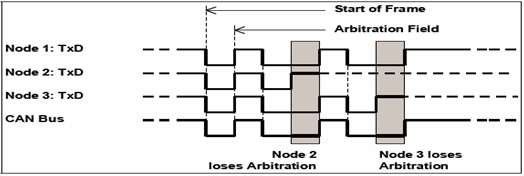 Start of Frame
Arbitration Field
Node 1: TxD
Node 2: TxD
Node 3: TxD
CAN Bus
Node 2
loses Arbitration
Node 3 loses
Arbitration